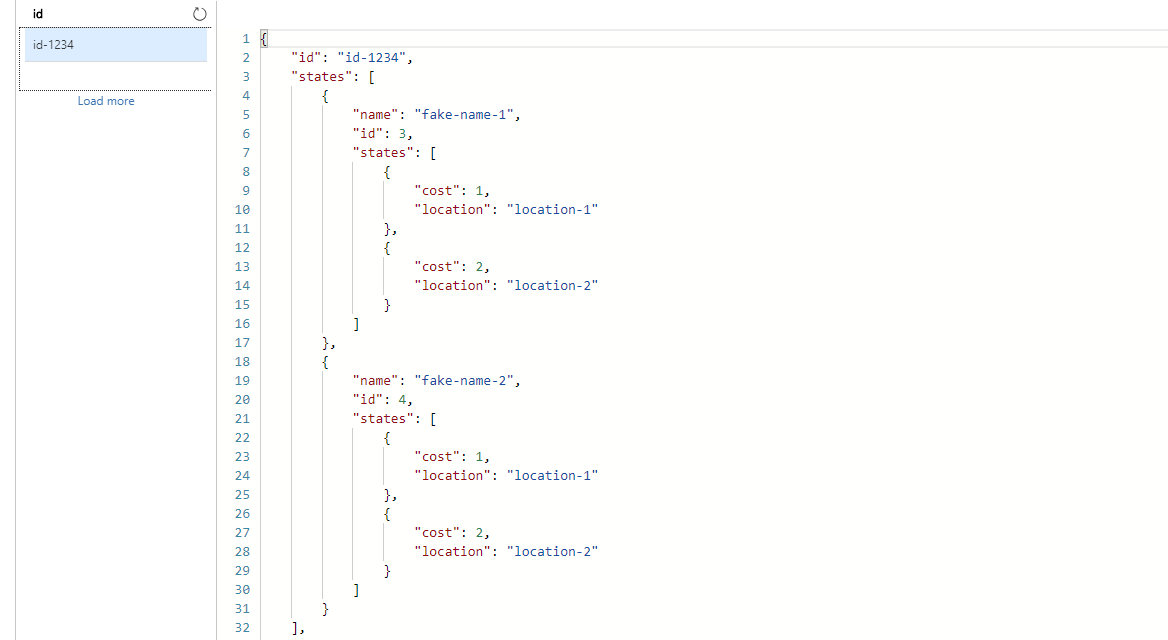 id
id-1234
Load more
1 {
2     "id": "id-1234",
3     "states": [
4         {
5             "name": "fake-name-1",
6             "id": 3,
7             "states": [
8                 {
9                     "cost": 1,
10                     "location": "location-1"
11                 },
12                 {
13                     "cost": 2,
14                     "location": "location-2"
15                 }
16             ]
17         },
18         {
19             "name": "fake-name-2",
20             "id": 4,
21             "states": [
22                 {
23                     "cost": 1,
24                     "location": "location-1"
25                 },
26                 {
27                     "cost": 2,
28                     "location": "location-2"
29                 }
30             ]
31         }
32     ],